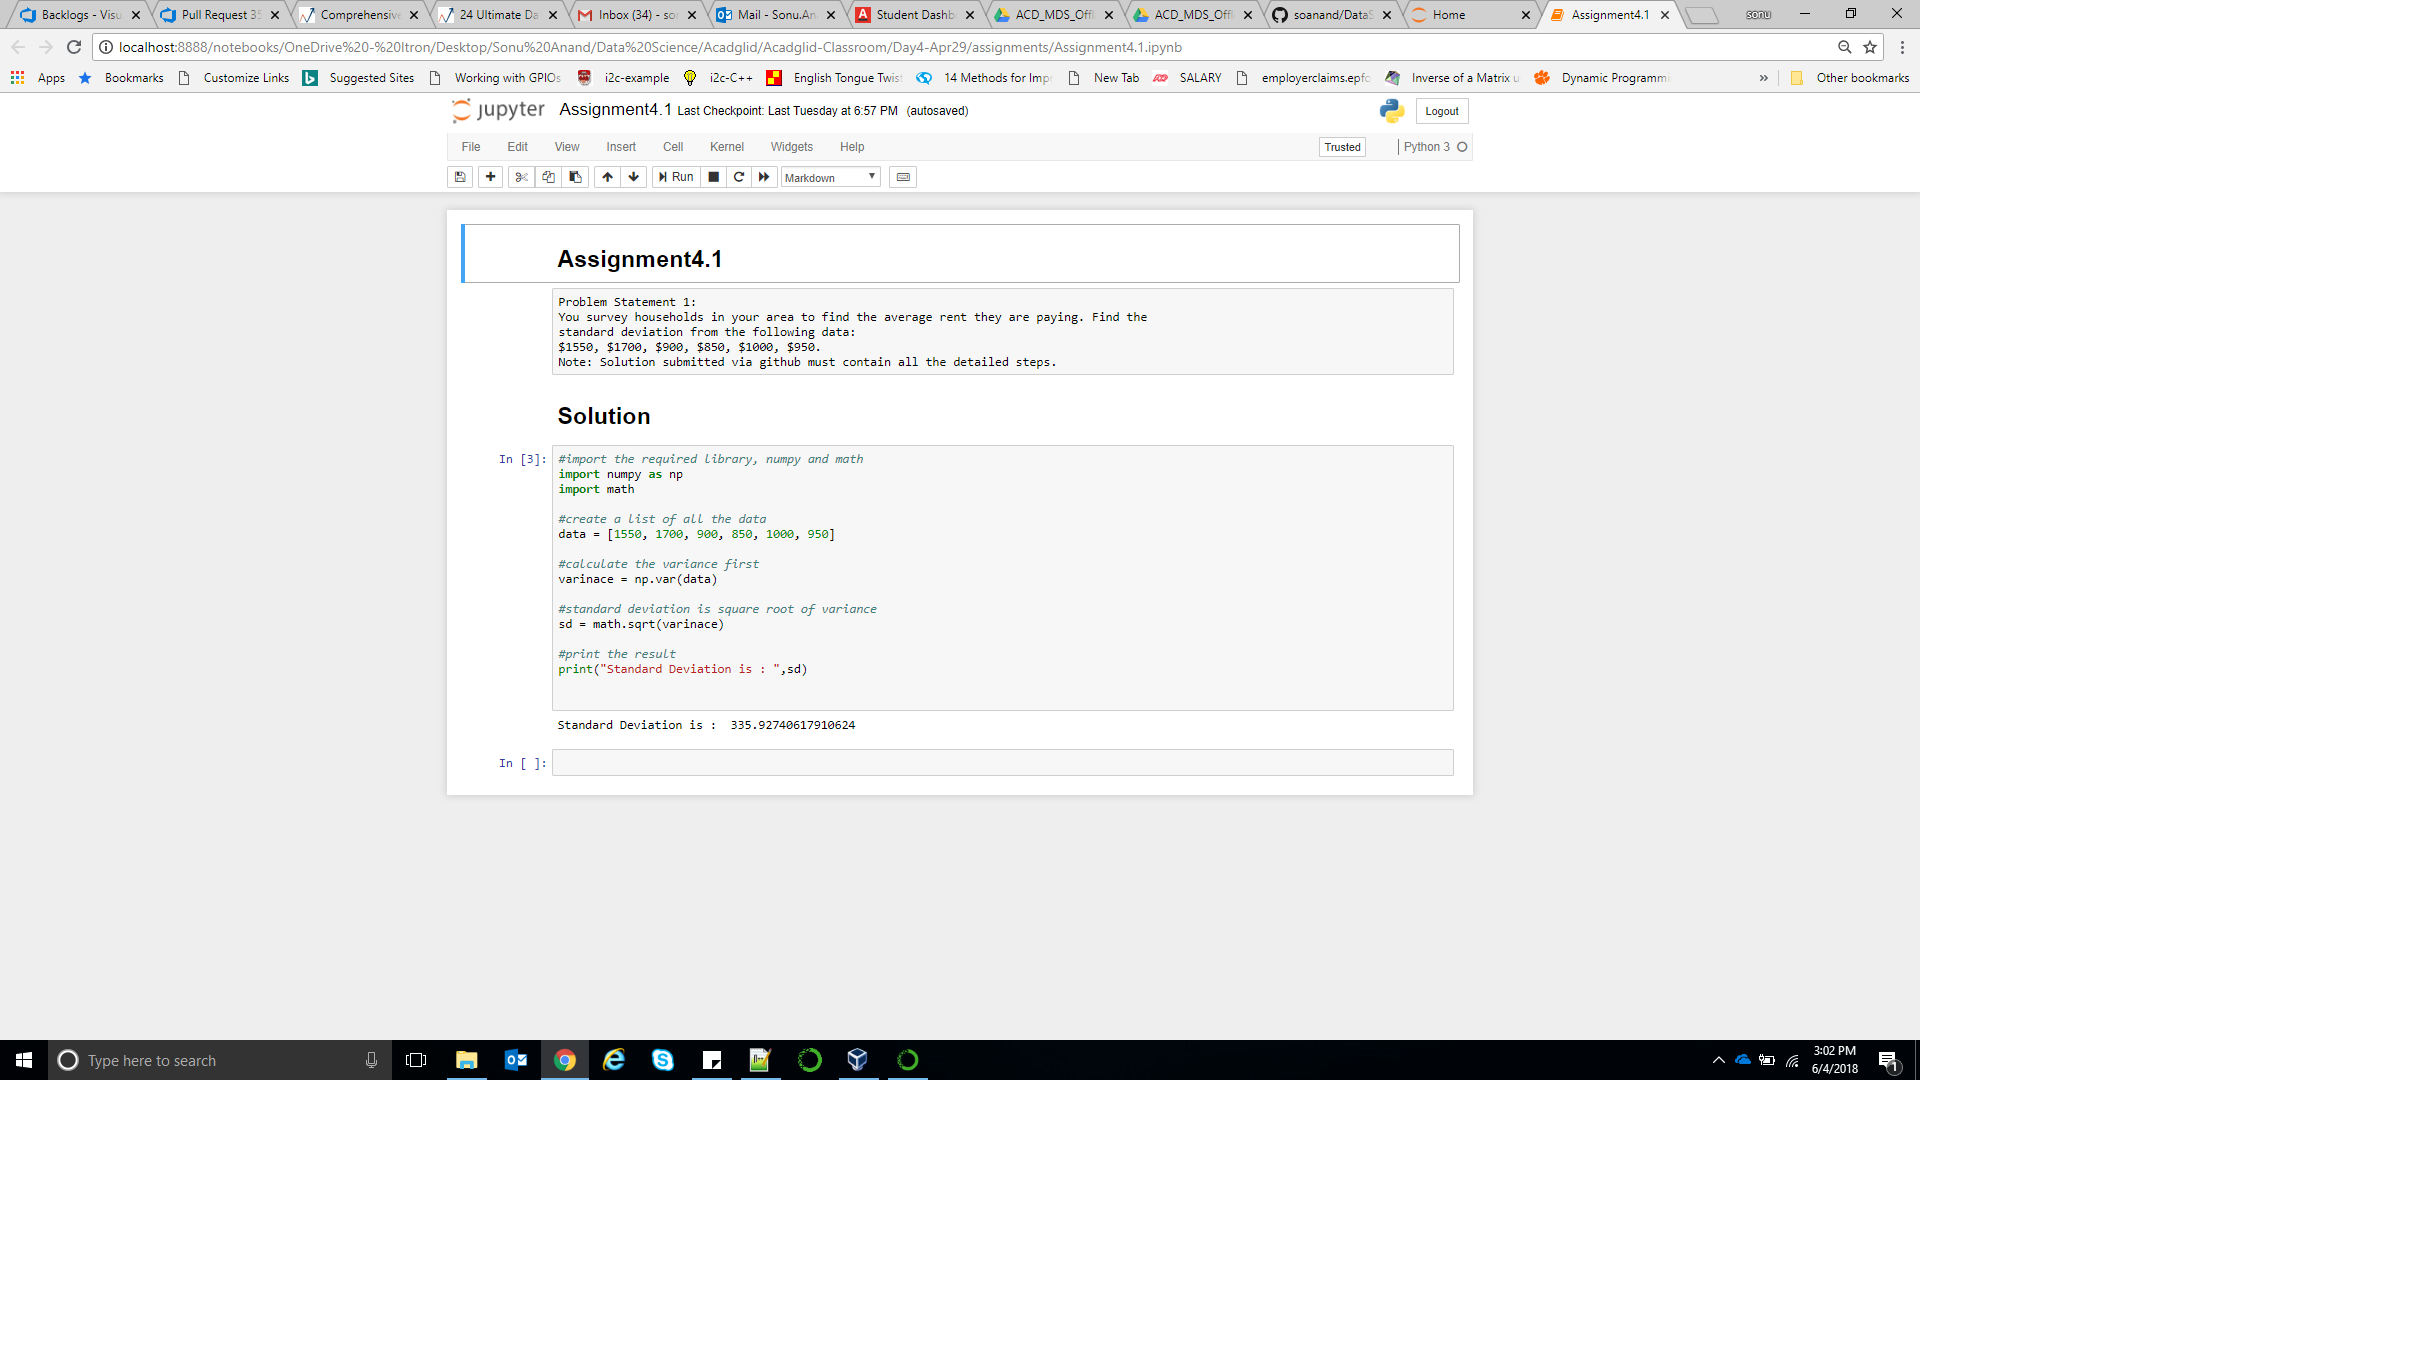 Backlogs - Visu
Pull Request 35
Comprehensive
24 Ultimate Da
Inbox (34) - so
Mail - Sonu.An
Student Dashb
ACD_MDS_Offl
ACD_MDS_Offl
soanand/DataS
Home
Assignment4.1
sonu
localhost:8888/notebooks/OneDrive%20-%20Itron/Desktop/Sonu%20Anand/Data%20Science/Acadglid/Acadglid-Classroom/Day4-Apr29/assignments/Assignment4.1.ipynb
Apps Bookmarks Customize Links Suggested Sites Working with GPIOs i2c-example i2c-C++ English Tongue Twist 14 Methods for Imp New Tab SALARY employerclaims.epfo Inverse of a Matrix u Dynamic Programmi » Other bookmarks
jupyter Assignment4.1 Last Checkpoint: Last Tuesday at 6:57 PM (autosaved) Logout
File Edit View Insert Cell Kernel Widgets Help Trusted Python 3
Run Markdown
Assignment4.1
Problem Statement 1:
You survey households in your area to find the average rent they are paying. Find the
standard deviation from the following data:
$1550, $1700, $900, $850, $1000, $950.
Note: Solution submitted via github must contain all the detailed steps.
Solution
In [3]: #import the required library, numpy and math
import numpy as np
import math
#create a list of all the data
data = [1550, 1700, 900, 850, 1000, 950]
#calculate the variance first
varinace = np.var(data)
#standard deviation is square root of variance
sd = math.sqrt(varinace)
#print the result
print("Standard Deviation is : ",sd)
Standard Deviation is :  335.92740617910624
In [ ]:
Type here to search
3:02 PM
6/4/2018
1